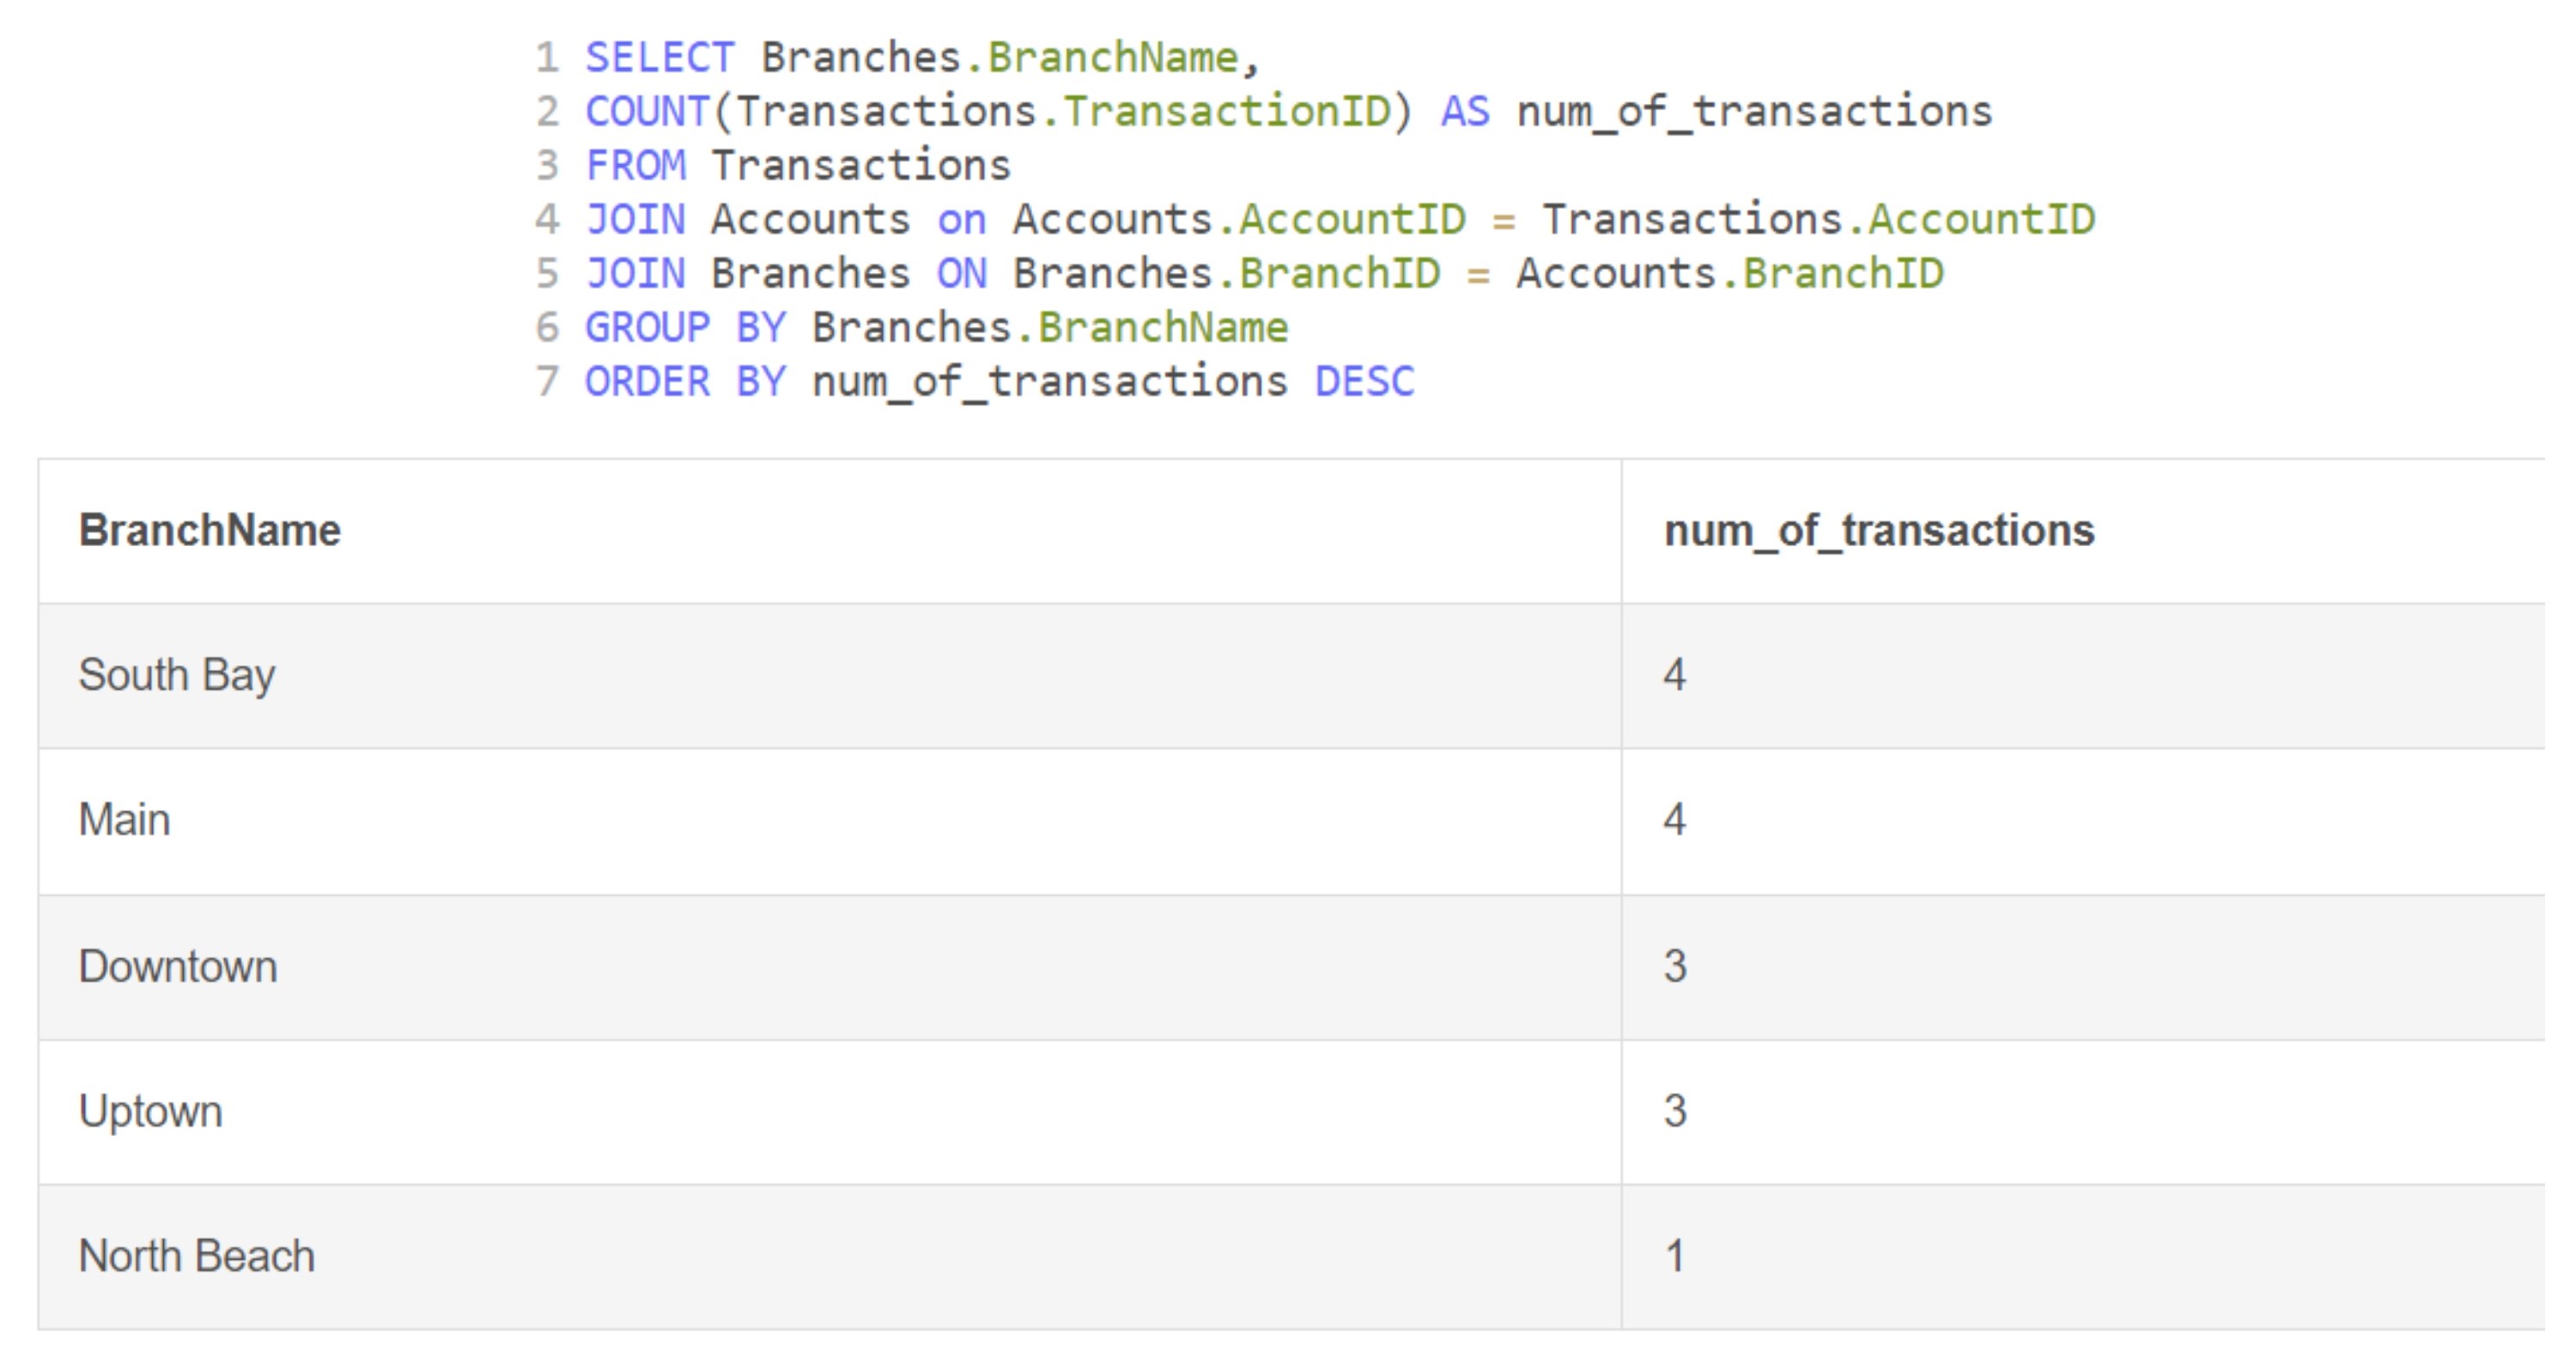 1 SELECT Branches.BranchName,
2 COUNT(Transactions.TransactionID) AS num_of_transactions
3 FROM Transactions
4 JOIN Accounts on Accounts.AccountID = Transactions.AccountID
5 JOIN Branches ON Branches.BranchID = Accounts.BranchID
6 GROUP BY Branches.BranchName
7 ORDER BY num_of_transactions DESC
BranchName num_of_transactions
South Bay 4
Main 4
Downtown 3
Uptown 3
North Beach 1